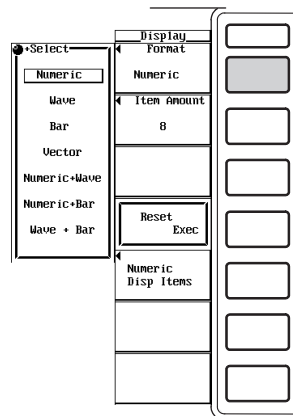 Display
+Select
Numeric
Wave
Bar
Vector
Numeric+Wave
Numeric+Bar
Wave + Bar
Format
Numeric
Item Amount
8
Reset
Exec
Numeric
Disp Items